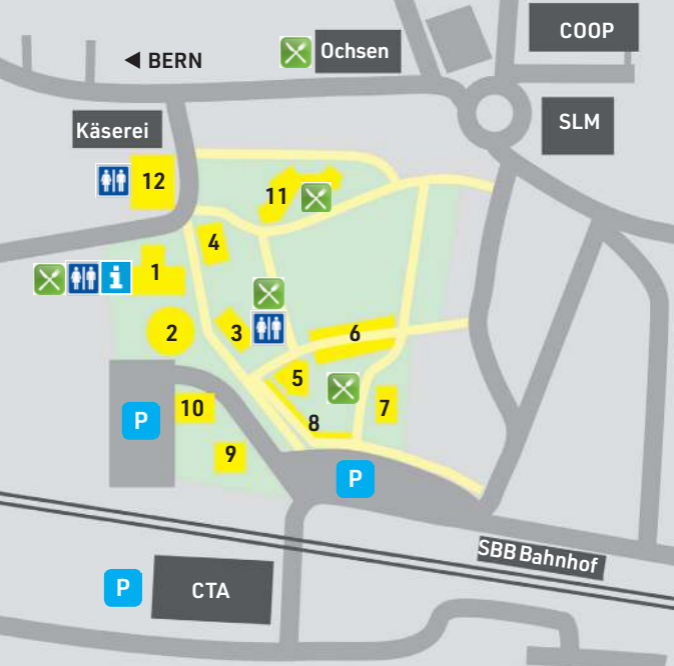 COOP
Ochsen
◀ BERN
SLM
Käserei
12
11
4
1
i
2
3
6
5
10
7
8
9
P
P
SBB Bahnhof
P
CTA